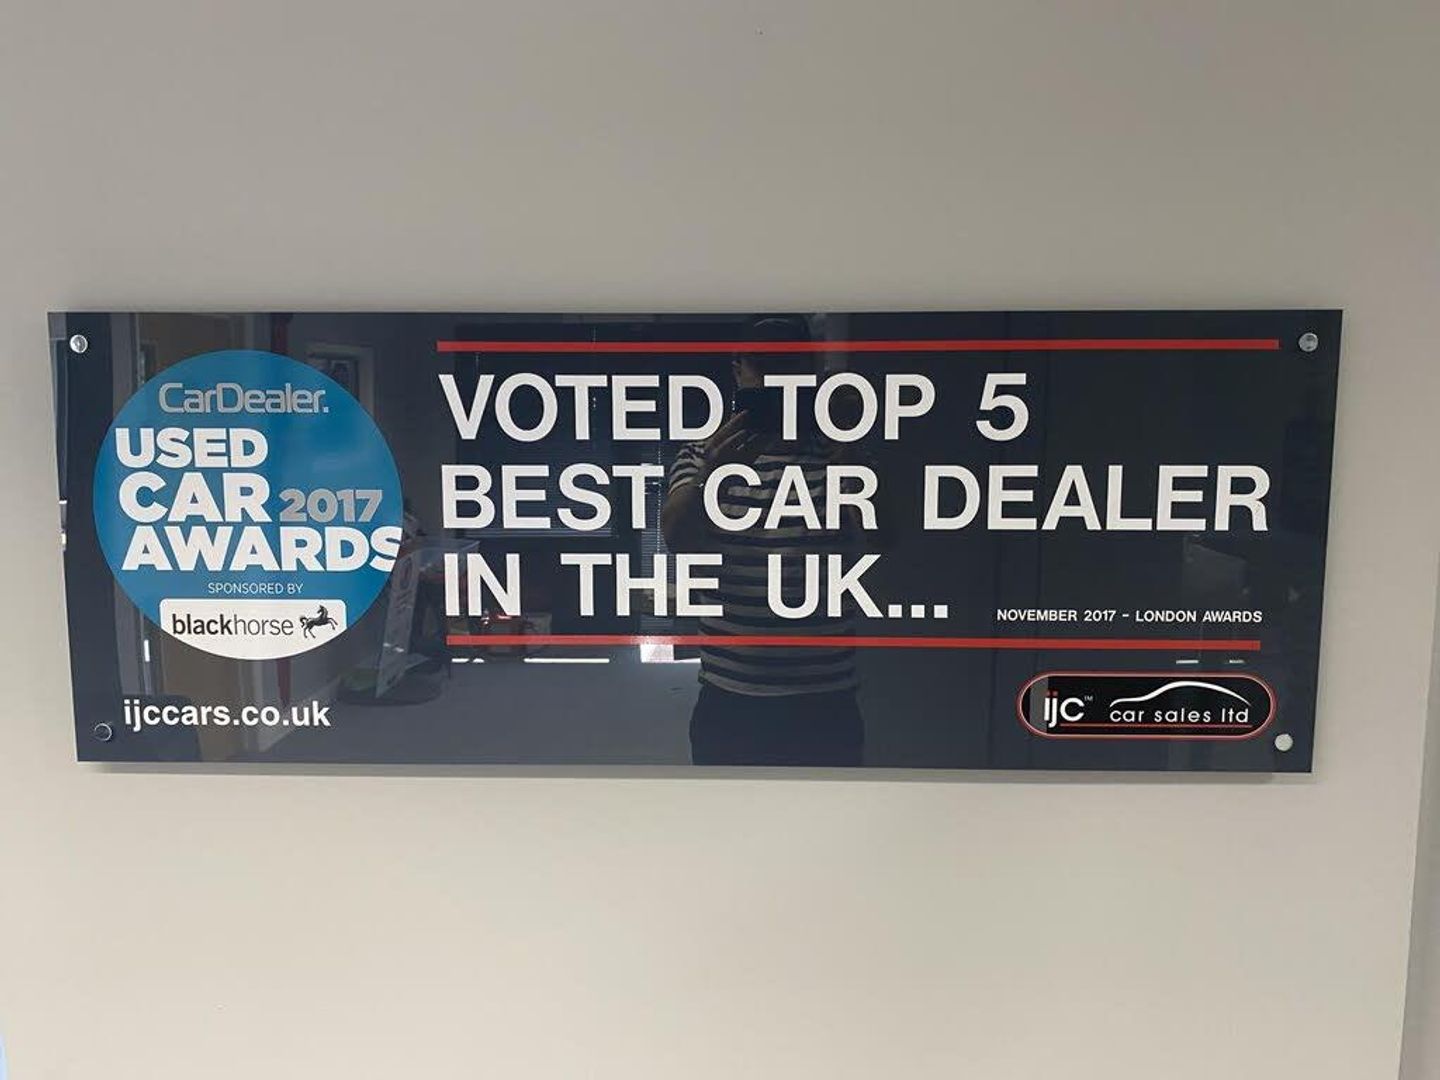 CarDealer.
USED
CAR 2017
AWARDS
SPONSORED BY
blackhorse
ijccars.co.uk
VOTED TOP 5
BEST CAR DEALER
IN THE UK...
NOVEMBER 2017 - LONDON AWARDS
ijc™ car sales ltd